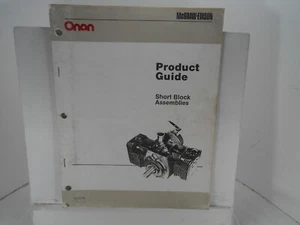 McGRAW-EDISON
Onan
Product
Guide
Short Block
Assemblies